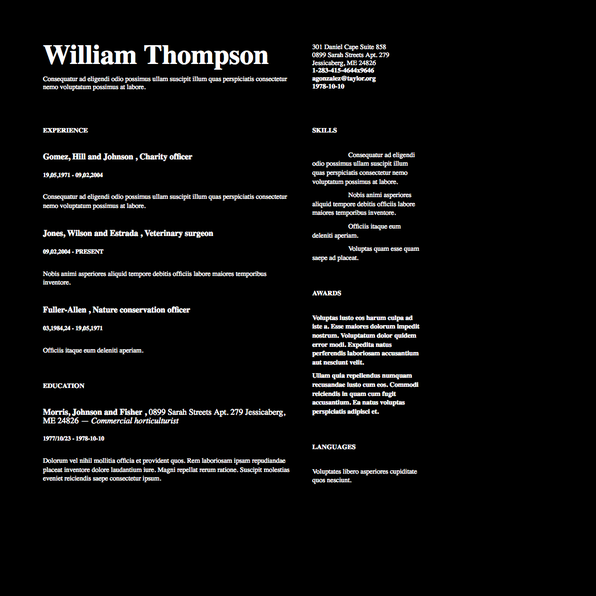 William Thompson
Consequatur ad eligendi odio possimus ullam suscipit illum quas perspiciatis consectetur
nemo voluptatum possimus at labore.
301 Daniel Cape Suite 858
0899 Sarah Streets Apt. 279
Jessicaberg, ME 24826
1-283-415-4644x9646
agonzalez@taylor.org
1978-10-10
EXPERIENCE
Gomez, Hill and Johnson , Charity officer
19,05,1971 - 09,02,2004
Consequatur ad eligendi odio possimus ullam suscipit illum quas perspiciatis consectetur
nemo voluptatum possimus at labore.
Jones, Wilson and Estrada , Veterinary surgeon
09,02,2004 - PRESENT
Nobis animi asperiores aliquid tempore debitis officiis labore maiores temporibus
inventore.
Fuller-Allen , Nature conservation officer
03,1984,24 - 19,05,1971
Officiis itaque eum deleniti aperiam.
EDUCATION
Morris, Johnson and Fisher , 0899 Sarah Streets Apt. 279 Jessicaberg,
ME 24826 — Commercial horticulturist
1977/10/23 - 1978-10-10
Dolorum vel nihil mollitia officia et provident quos. Rem laboriosam ipsam repudiandae
placeat inventore dolore laudantium iure. Magni repellat rerum ratione. Suscipit molestias
eveniet reiciendis saepe consectetur ipsum.
SKILLS
Consequatur ad eligendi
odio possimus ullam suscipit illum
quas perspiciatis consectetur nemo
voluptatum possimus at labore.
Nobis animi asperiores
aliquid tempore debitis officiis labore
maiores temporibus inventore.
Officiis itaque eum
deleniti aperiam.
Voluptas quam esse quam
saepe ad placeat.
AWARDS
Voluptas iusto eos harum culpa ad
iste a. Esse maiores dolorum impedit
nostrum. Voluptatum dolor quidem
error modi. Expedita natus
perferendis laboriosam accusantium
aut nesciunt velit.
Ullam quia repellendus numquam
recusandae iusto cum eos. Commodi
reiciendis in quam cum fugit
accusantium. Ea natus voluptas
perspiciatis adipisci et.
LANGUAGES
Voluptates libero asperiores cupiditate
quos nesciunt.